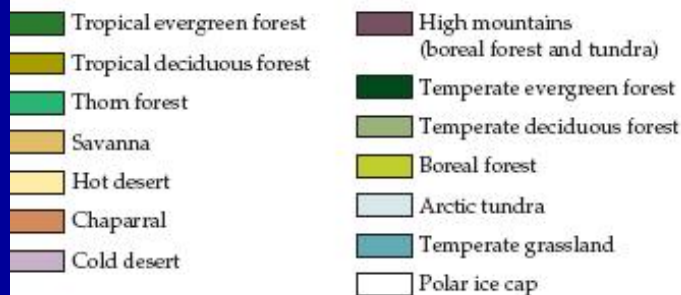 Tropical evergreen forest
Tropical deciduous forest
Thorn forest
Savanna
Hot desert
Chaparral
Cold desert
High mountains
(boreal forest and tundra)
Temperate evergreen forest
Temperate deciduous forest
Boreal forest
Arctic tundra
Temperate grassland
Polar ice cap